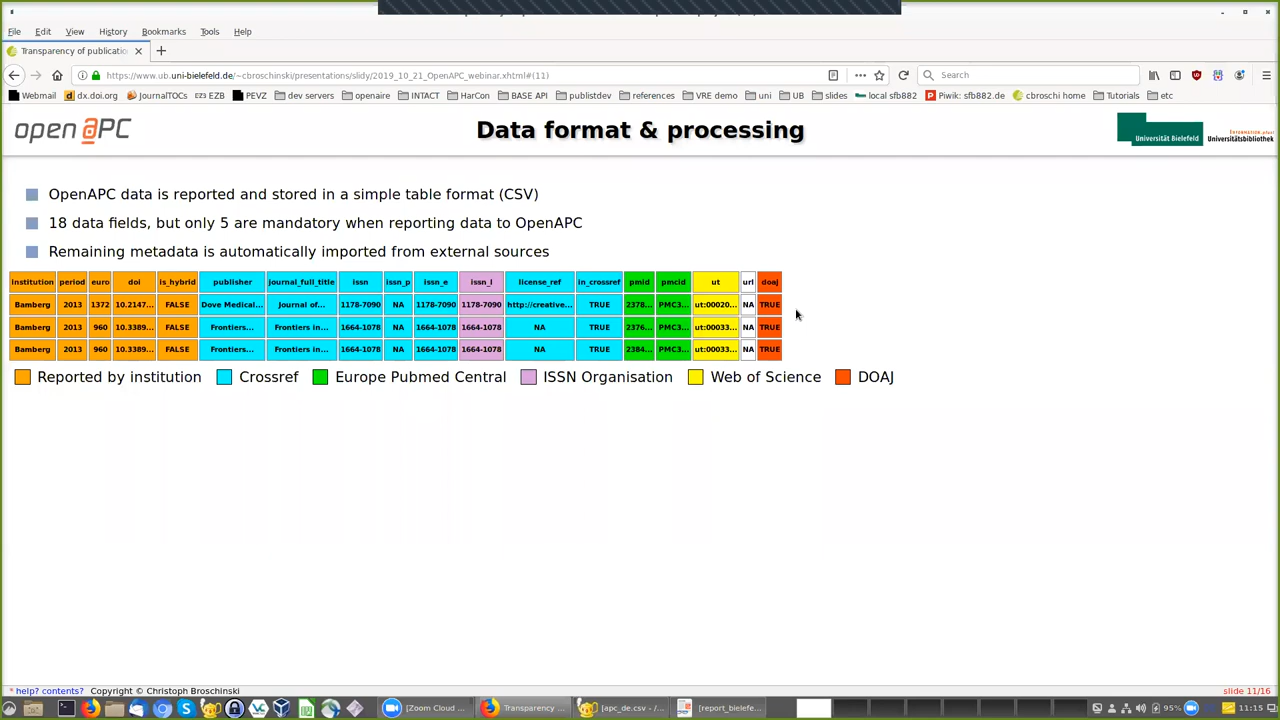 File Edit View History Bookmarks Tools Help
Transparency of publicatio
https://www.ub.uni-bielefeld.de/~cbroschinski/presentations/slidy/2019_10_21_OpenAPC_webinar.xhtml#(11)
Search
Webmail dx.doi.org JournalTOCs EZB PEVZ dev servers openaire INTACT HarCon BASE API publistdev references VRE demo uni UB slides local sfb882 Piwik: sfb882.de cbroschi home Tutorials etc
open aPC
Data format & processing
Universität Bielefeld
Universitätsbibliothek
OpenAPC data is reported and stored in a simple table format (CSV)
18 data fields, but only 5 are mandatory when reporting data to OpenAPC
Remaining metadata is automatically imported from external sources
institution period euro doi is_hybrid publisher journal_full_title issn issn_p issn_e issn_l license_ref in_crossref pmid pmcid ut url doaj
Bamberg 2013 1372 10.2147... FALSE Dove Medical... Journal of... 1178-7090 NA 1178-7090 1178-7090 http://creative... TRUE 2378... PMC3... ut:00020... NA TRUE
Bamberg 2013 960 10.3389... FALSE Frontiers... Frontiers in... 1664-1078 NA 1664-1078 1664-1078 NA TRUE 2376... PMC3... ut:00033... NA TRUE
Bamberg 2013 960 10.3389... FALSE Frontiers... Frontiers in... 1664-1078 NA 1664-1078 1664-1078 NA TRUE 2384... PMC3... ut:00033... NA TRUE
Reported by institution Crossref Europe Pubmed Central ISSN Organisation Web of Science DOAJ
* help? contents? Copyright © Christoph Broschinski slide 11/16
[Zoom Cloud ... Transparency ... [apc_de.csv - /... [report_bielefe... 95% 11:15